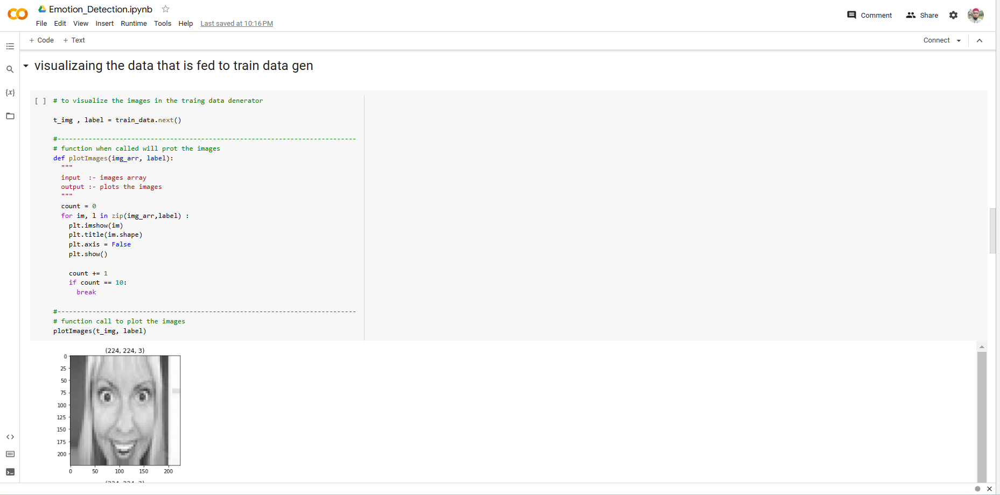 Emotion_Detection.ipynb
File Edit View Insert Runtime Tools Help Last saved at 10:16 PM
Comment Share
+ Code + Text
Connect
visualizaing the data that is fed to train data gen
{x}
[ ] # to visualize the images in the traing data denerator
t_img , label = train_data.next()
#-----------------------------------------------------------------------------
# function when called will prot the images
def plotImages(img_arr, label):
"""
input :- images array
output :- plots the images
"""
count = 0
for im, l in zip(img_arr,label) :
plt.imshow(im)
plt.title(im.shape)
plt.axis = False
plt.show()
count += 1
if count == 10:
break
#-----------------------------------------------------------------------------
# function call to plot the images
plotImages(t_img, label)
(224, 224, 3)
0
25
50
75
100
125
150
175
200
0 50 100 150 200